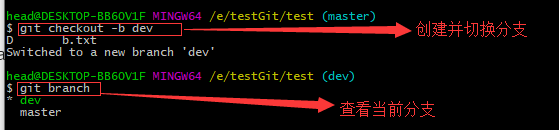 head@DESKTOP-BB6OV1F MINGW64 /e/testGit/test (master)
$ git checkout -b dev
创建并切换分支
D       b.txt
Switched to a new branch 'dev'
head@DESKTOP-BB6OV1F MINGW64 /e/testGit/test (dev)
$ git branch
* dev
master
查看当前分支